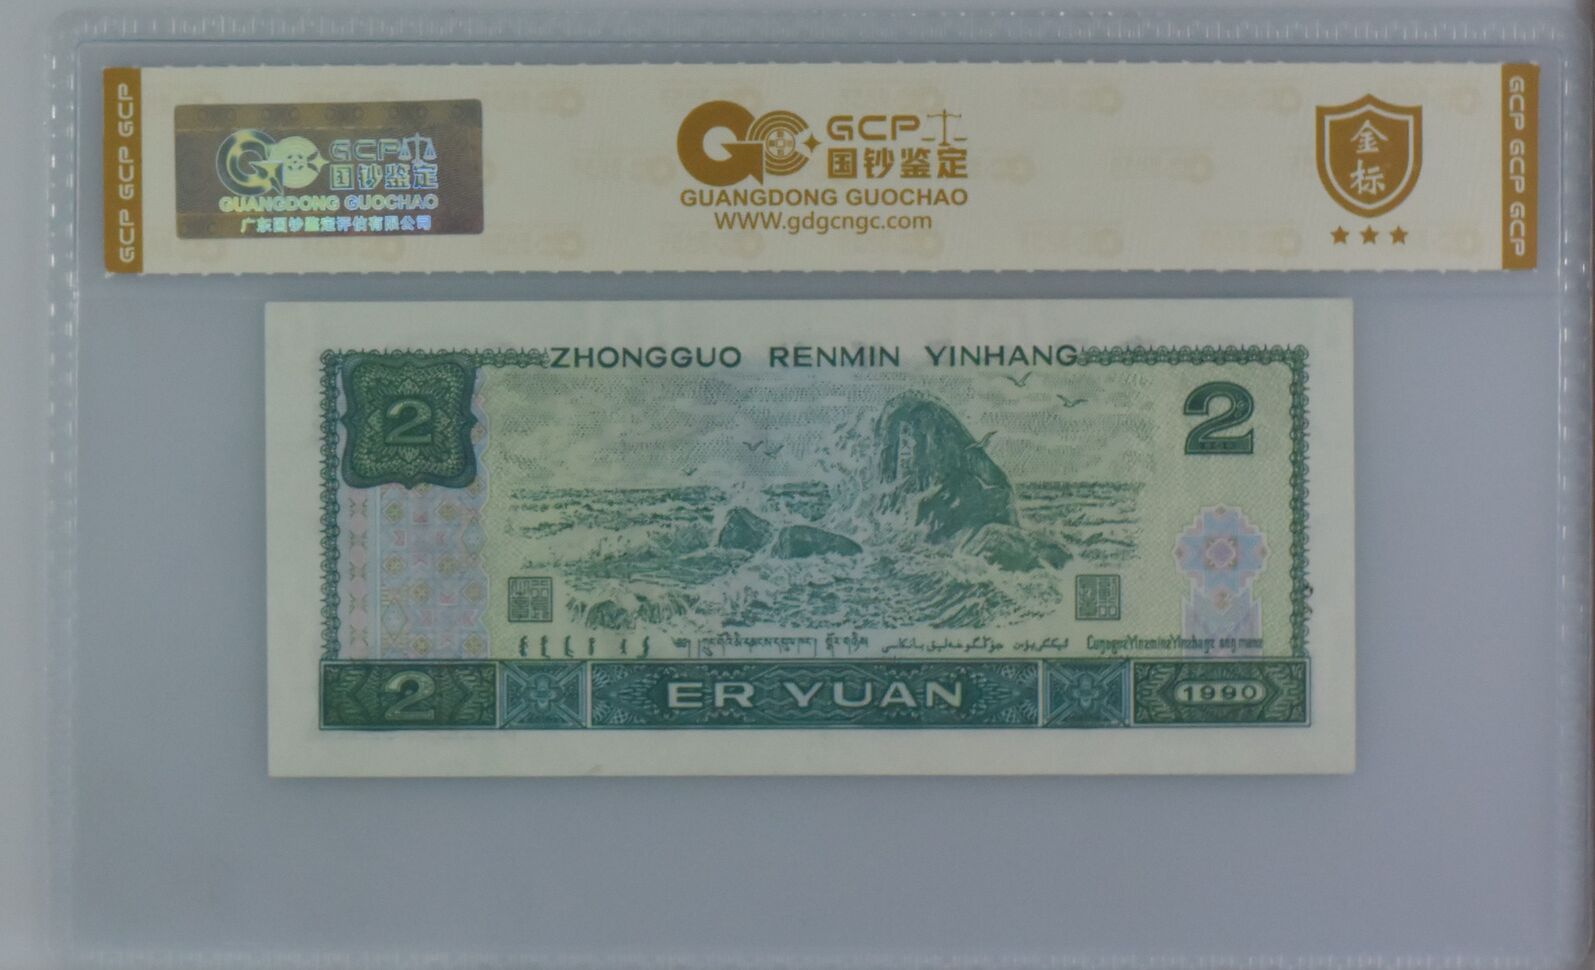 GCP GCP GCP
GCP
国钞鉴定
GUANGDONG GUOCHAO
广东国钞鉴定评估有限公司
GCP
国钞鉴定
GUANGDONG GUOCHAO
WWW.gdgcngc.com
金
标
GCP GCP GCP
ZHONGGUO RENMIN YINHANG
2
2
2
ER YUAN
1990